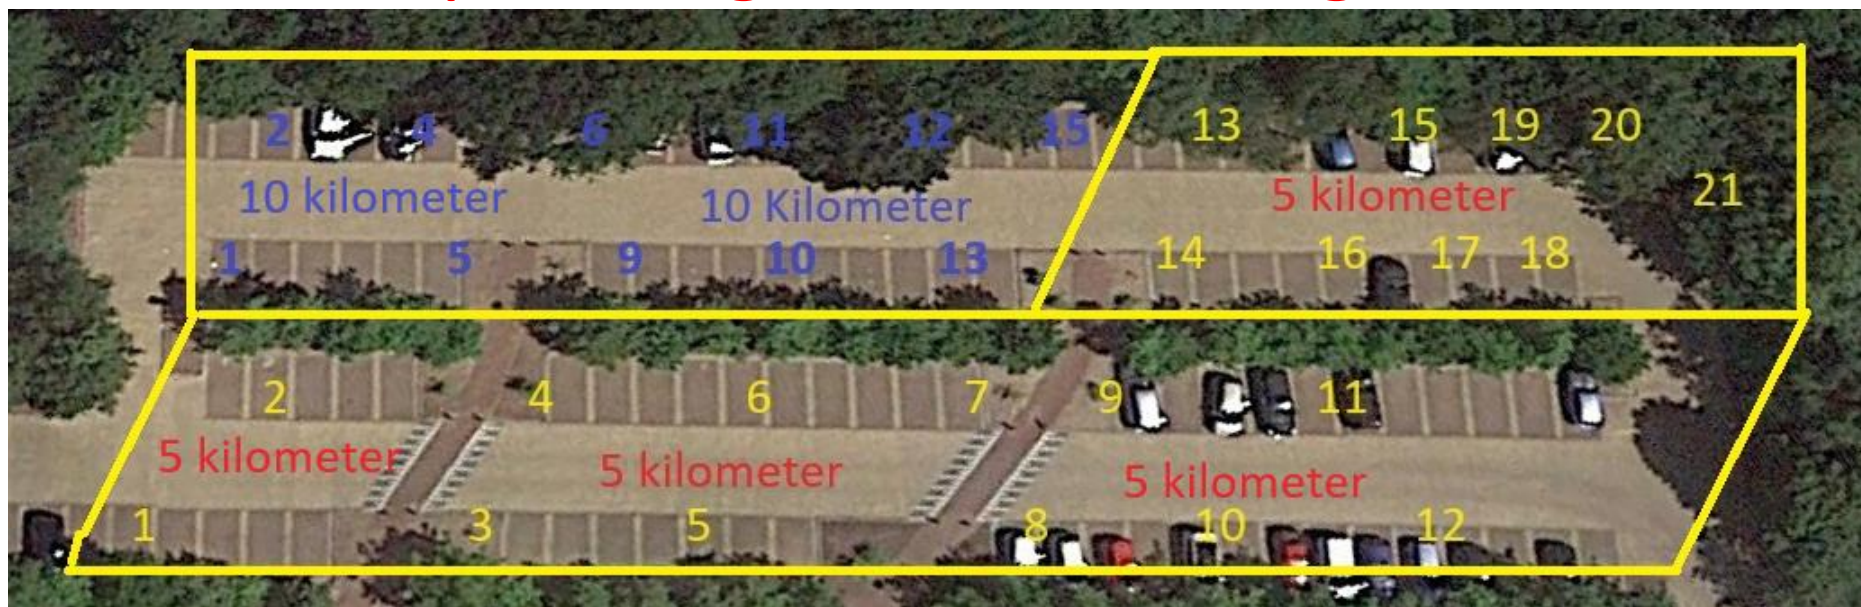 2 4 6 11 12 15 13 15 19 20
10 kilometer 10 Kilometer 5 kilometer 21
1 5 9 10 13 14 16 17 18
2 4 6 7 9 11
5 kilometer 5 kilometer 5 kilometer
1 3 5 8 10 12